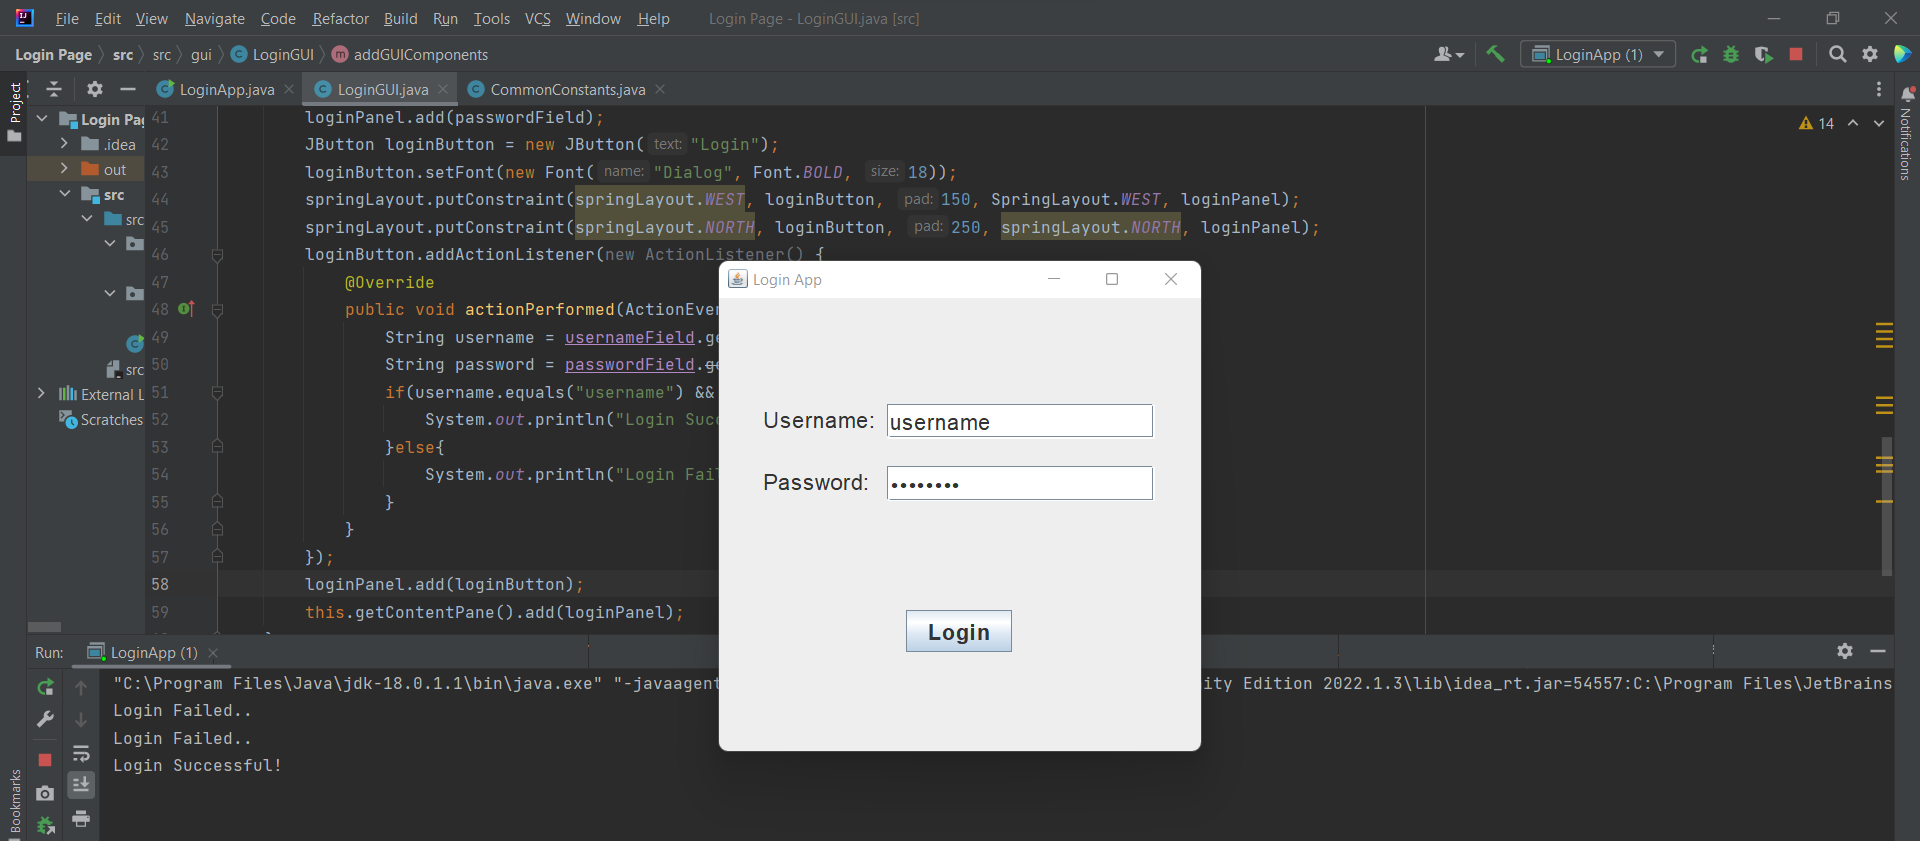 File Edit View Navigate Code Refactor Build Run Tools VCS Window Help Login Page - LoginGUI.java [src]
Login Page src src gui LoginGUI addGUIComponents LoginApp (1)
Project
LoginApp.java LoginGUI.java CommonConstants.java
Notifications
Login Pa
.idea
out
src
src
src
External L
Scratches
14
41 loginPanel.add(passwordField);
42 JButton loginButton = new JButton( text: "Login");
43 loginButton.setFont(new Font( name: "Dialog", Font.BOLD, size: 18));
44 springLayout.putConstraint(springLayout.WEST, loginButton, pad: 150, SpringLayout.WEST, loginPanel);
45 springLayout.putConstraint(springLayout.NORTH, loginButton, pad: 250, springLayout.NORTH, loginPanel);
46 loginButton.addActionListener(new ActionListener() {
47 @Override
48 public void actionPerformed(ActionEve
49 String username = usernameField.ge
50 String password = passwordField.ge
51 if(username.equals("username") &&
52 System.out.println("Login Suc
53 }else{
54 System.out.println("Login Fai
55 }
56 }
57 });
58 loginPanel.add(loginButton);
59 this.getContentPane().add(loginPanel);
Login App
Username: username
Password: ••••••••
Login
Run: LoginApp (1)
"C:\Program Files\Java\jdk-18.0.1.1\bin\java.exe" "-javaagent ity Edition 2022.1.3\lib\idea_rt.jar=54557:C:\Program Files\JetBrains
Login Failed..
Login Failed..
Login Successful!
Bookmarks